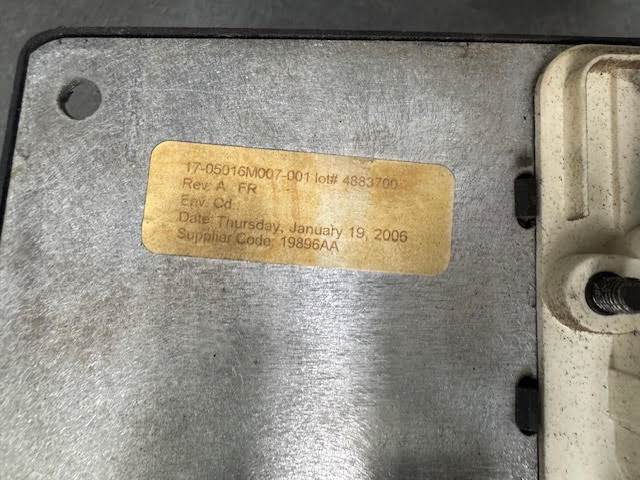 17-05016M007-001 lot# 4883700
Rev: A FR
Env: Cd
Date: Thursday, January 19, 2006
Supplier Code: 19896AA